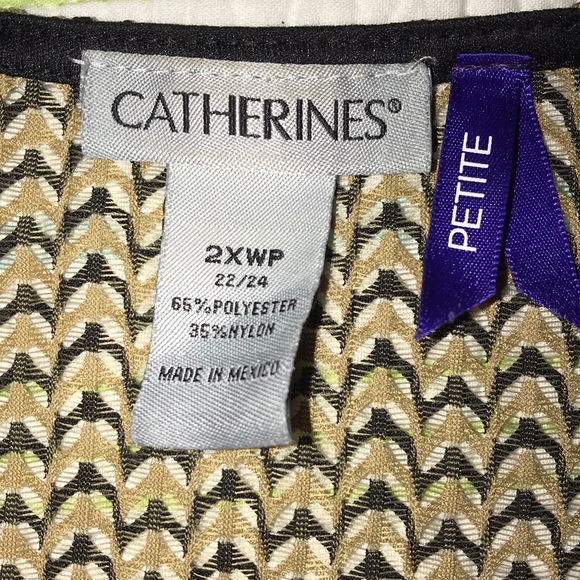 CATHERINES®
2XWP
22/24
65%POLYESTER
35%NYLON
MADE IN MEXICO
PETITE